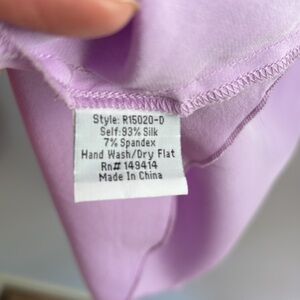 Style: R15020-D
Self: 93% Silk
7% Spandex
Hand Wash/Dry Flat
Rn# 149414
Made In China